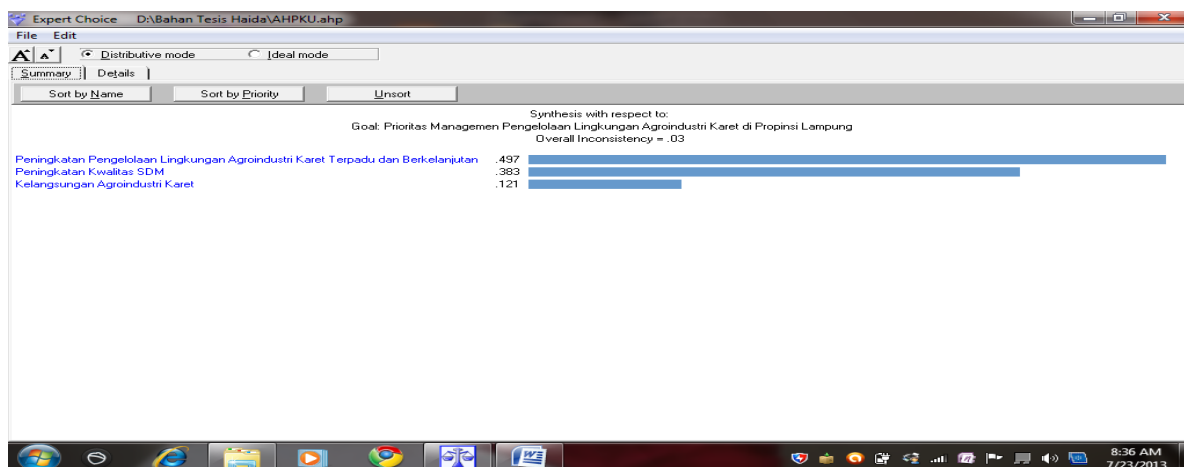 Expert Choice D:\Bahan Tesis Haida\AHPKU.ahp
File Edit
A A Distributive mode Ideal mode
Summary Details
Sort by Name Sort by Priority Unsort
Synthesis with respect to:
Goal: Prioritas Managemen Pengelolaan Lingkungan Agroindustri Karet di Propinsi Lampung
Overall Inconsistency = .03
Peningkatan Pengelolaan Lingkungan Agroindustri Karet Terpadu dan Berkelanjutan .497
Peningkatan Kwalitas SDM .383
Kelangsungan Agroindustri Karet .121
8:36 AM
7/23/2013